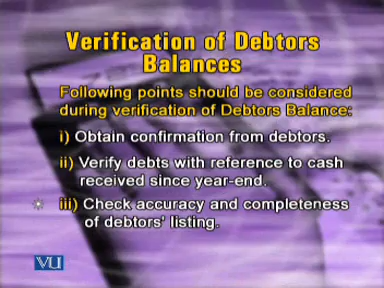 Verification of Debtors
Balances
Following points should be considered
during verification of Debtors Balance:
i) Obtain confirmation from debtors.
ii) Verify debts with reference to cash
received since year-end.
iii) Check accuracy and completeness
of debtors' listing.
VU